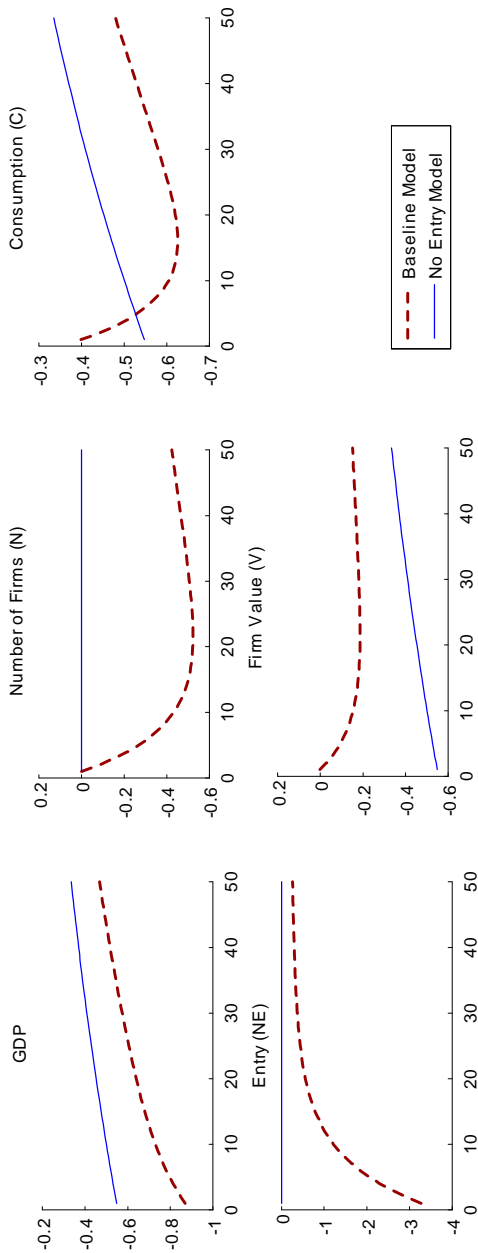 GDP
-0.2
-0.4
-0.6
-0.8
-1
0 10 20 30 40 50
Number of Firms (N)
0.2
0
-0.2
-0.4
-0.6
0 10 20 30 40 50
Consumption (C)
-0.3
-0.4
-0.5
-0.6
-0.7
0 10 20 30 40 50
Entry (NE)
0
-1
-2
-3
-4
0 10 20 30 40 50
Firm Value (V)
0.2
0
-0.2
-0.4
-0.6
0 10 20 30 40 50
Baseline Model
No Entry Model